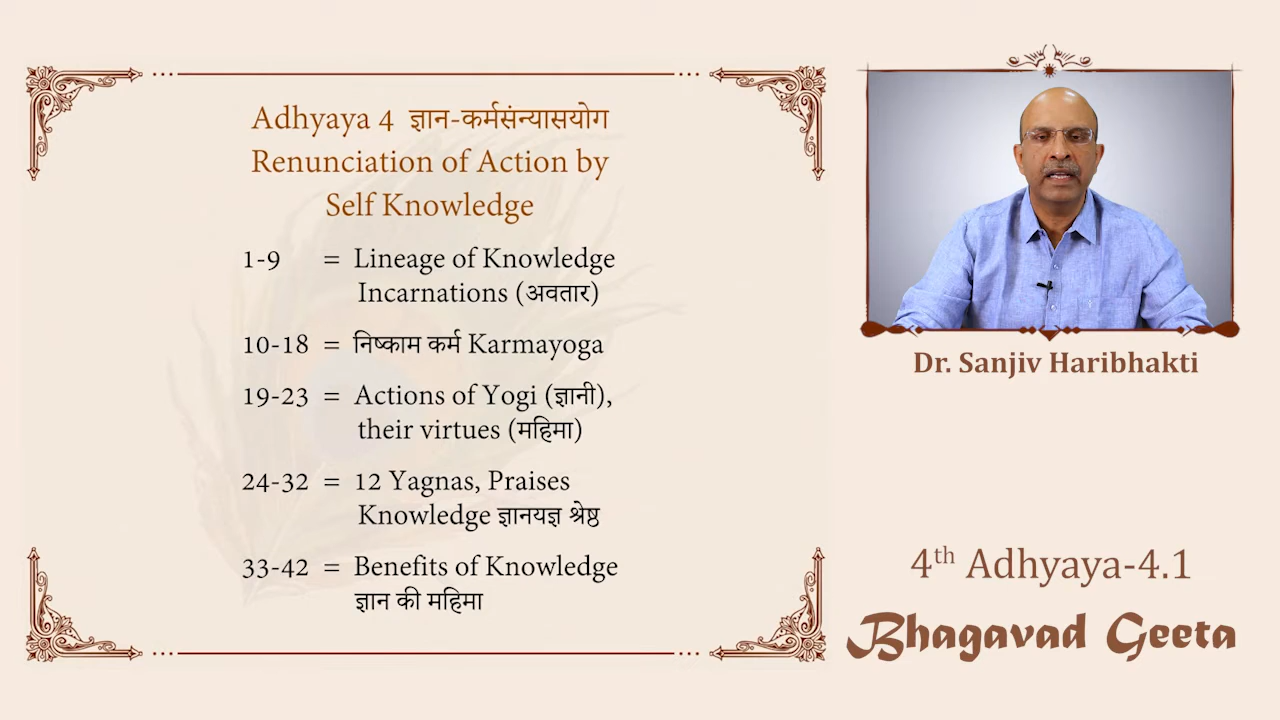 Adhyaya 4 ज्ञान-कर्मसंन्यासयोग
Renunciation of Action by
Self Knowledge
1-9 = Lineage of Knowledge
Incarnations (अवतार)
10-18 = निष्काम कर्म Karmayoga
19-23 = Actions of Yogi (ज्ञानी),
their virtues (महिमा)
24-32 = 12 Yagnas, Praises
Knowledge ज्ञानयज्ञ श्रेष्ठ
33-42 = Benefits of Knowledge
ज्ञान की महिमा
Dr. Sanjiv Haribhakti
4th Adhyaya-4.1
Bhagavad Geeta